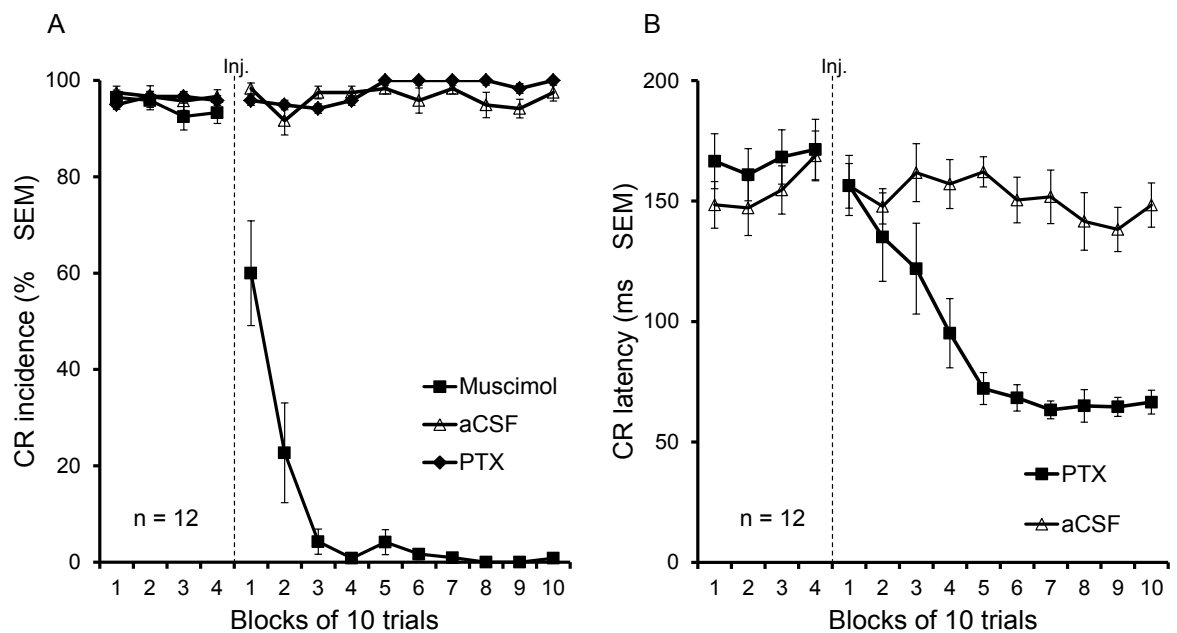 A
CR incidence (% SEM)
100
80
60
40
20
0
Inj.
Muscimol
aCSF
PTX
n = 12
1 2 3 4 1 2 3 4 5 6 7 8 9 10
Blocks of 10 trials
B
CR latency (ms SEM)
200
150
100
50
0
Inj.
PTX
aCSF
n = 12
1 2 3 4 1 2 3 4 5 6 7 8 9 10
Blocks of 10 trials